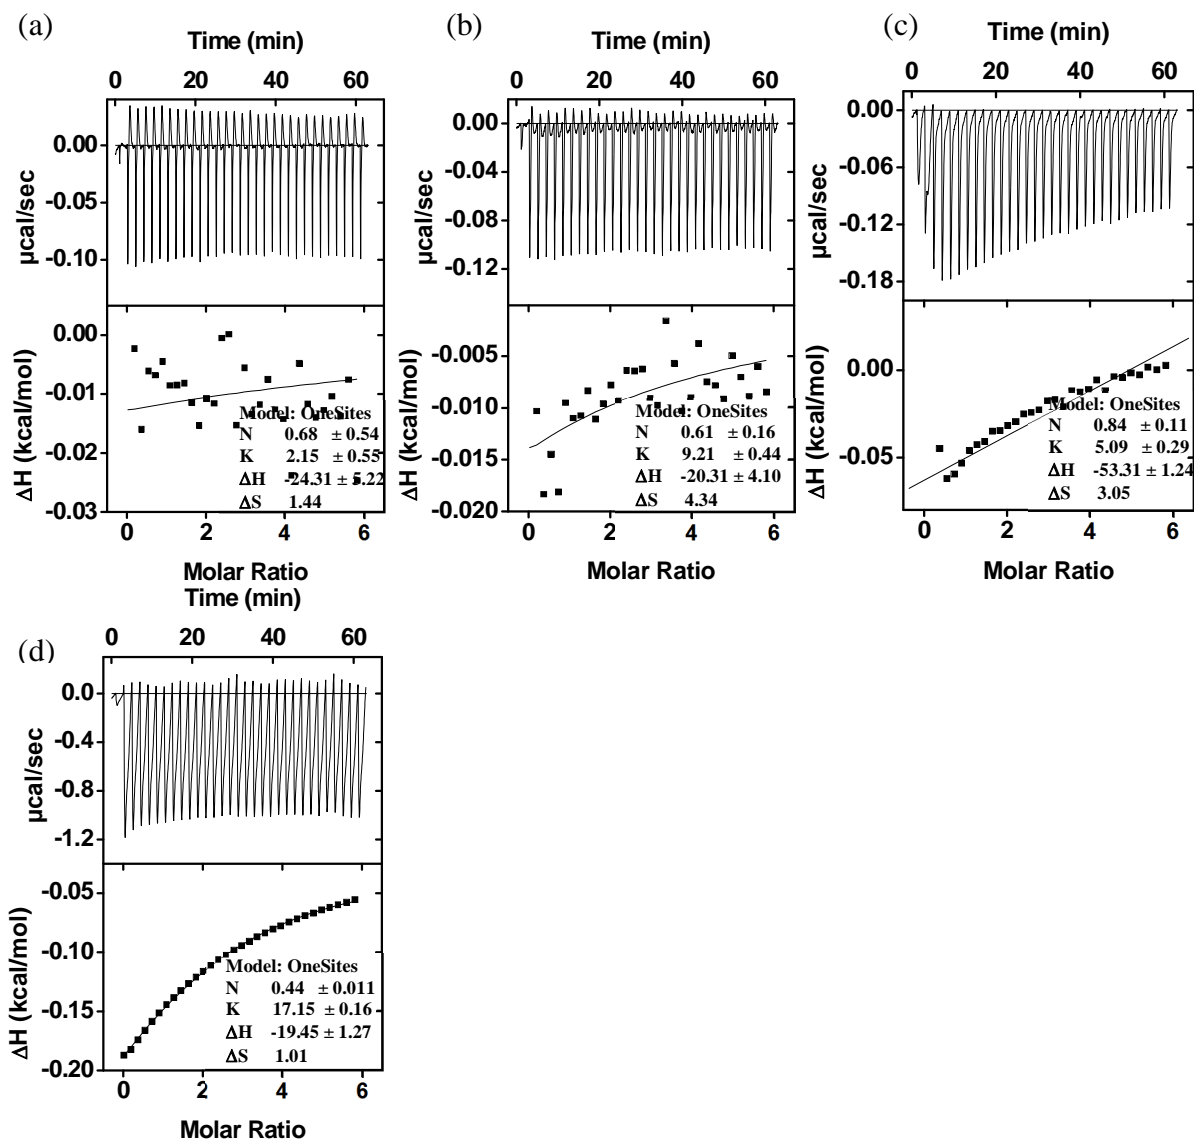 (a)
Time (min)
0 20 40 60
0.00
-0.05
-0.10
µcal/sec
0.00
-0.01
-0.02
-0.03
ΔH (kcal/mol)
Model: OneSites
N 0.68 ± 0.54
K 2.15 ± 0.55
ΔH -24.31 ± 5.22
ΔS 1.44
0 2 4 6
Molar Ratio
(b)
Time (min)
0 20 40 60
0.00
-0.04
-0.08
-0.12
µcal/sec
-0.005
-0.010
-0.015
-0.020
ΔH (kcal/mol)
Model: OneSites
N 0.61 ± 0.16
K 9.21 ± 0.44
ΔH -20.31 ± 4.10
ΔS 4.34
0 2 4 6
Molar Ratio
(c)
Time (min)
0 20 40 60
0.00
-0.06
-0.12
-0.18
µcal/sec
0.00
-0.05
ΔH (kcal/mol)
Model: OneSites
N 0.84 ± 0.11
K 5.09 ± 0.29
ΔH -53.31 ± 1.24
ΔS 3.05
0 2 4 6
Molar Ratio
(d)
Time (min)
0 20 40 60
0.0
-0.4
-0.8
-1.2
µcal/sec
-0.05
-0.10
-0.15
-0.20
ΔH (kcal/mol)
Model: OneSites
N 0.44 ± 0.011
K 17.15 ± 0.16
ΔH -19.45 ± 1.27
ΔS 1.01
0 2 4 6
Molar Ratio